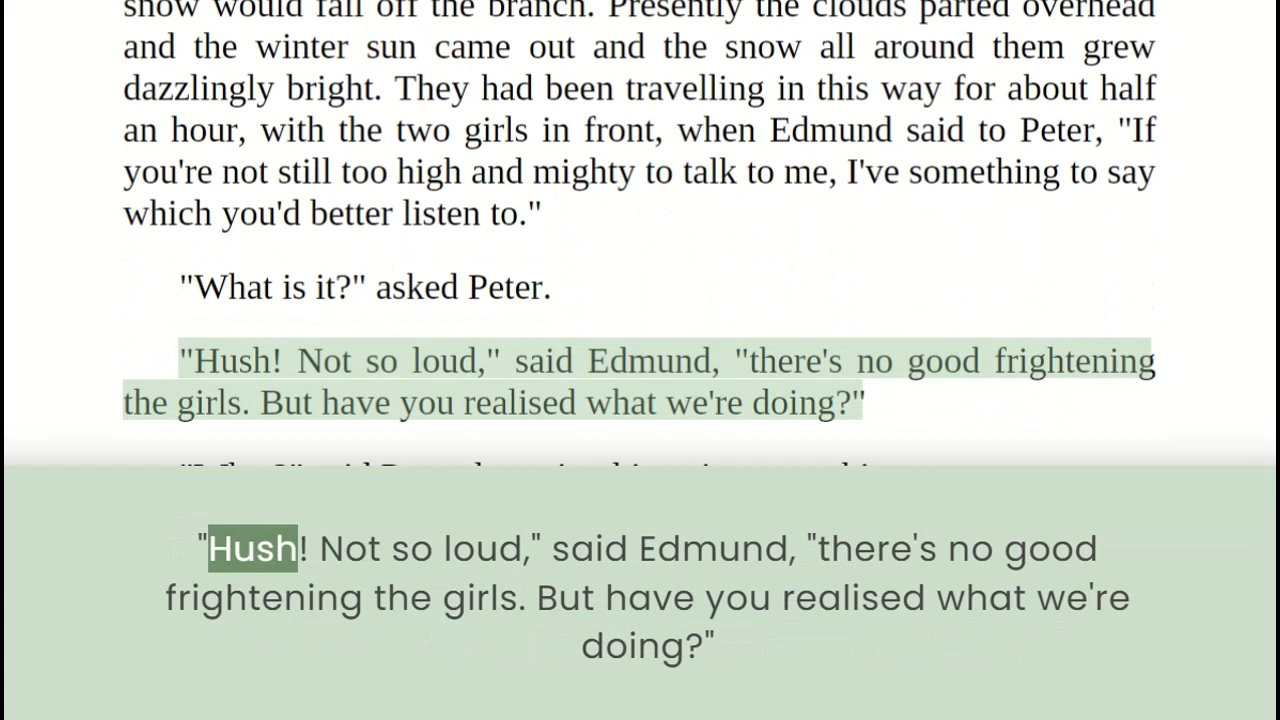 snow would fall off the branch. Presently the clouds parted overhead
and the winter sun came out and the snow all around them grew
dazzlingly bright. They had been travelling in this way for about half
an hour, with the two girls in front, when Edmund said to Peter, "If
you're not still too high and mighty to talk to me, I've something to say
which you'd better listen to."
"What is it?" asked Peter.
"Hush! Not so loud," said Edmund, "there's no good frightening
the girls. But have you realised what we're doing?"
"Hush! Not so loud," said Edmund, "there's no good
frightening the girls. But have you realised what we're
doing?"